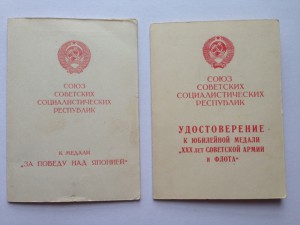 СОЮЗ
СОВЕТСКИХ
СОЦИАЛИСТИЧЕСКИХ
РЕСПУБЛИК
К МЕДАЛИ
„ЗА ПОБЕДУ НАД ЯПОНИЕЙ“
СОЮЗ
СОВЕТСКИХ
СОЦИАЛИСТИЧЕСКИХ
РЕСПУБЛИК
УДОСТОВЕРЕНИЕ
К ЮБИЛЕЙНОЙ МЕДАЛИ
„XXX ЛЕТ СОВЕТСКОЙ АРМИИ
И ФЛОТА“